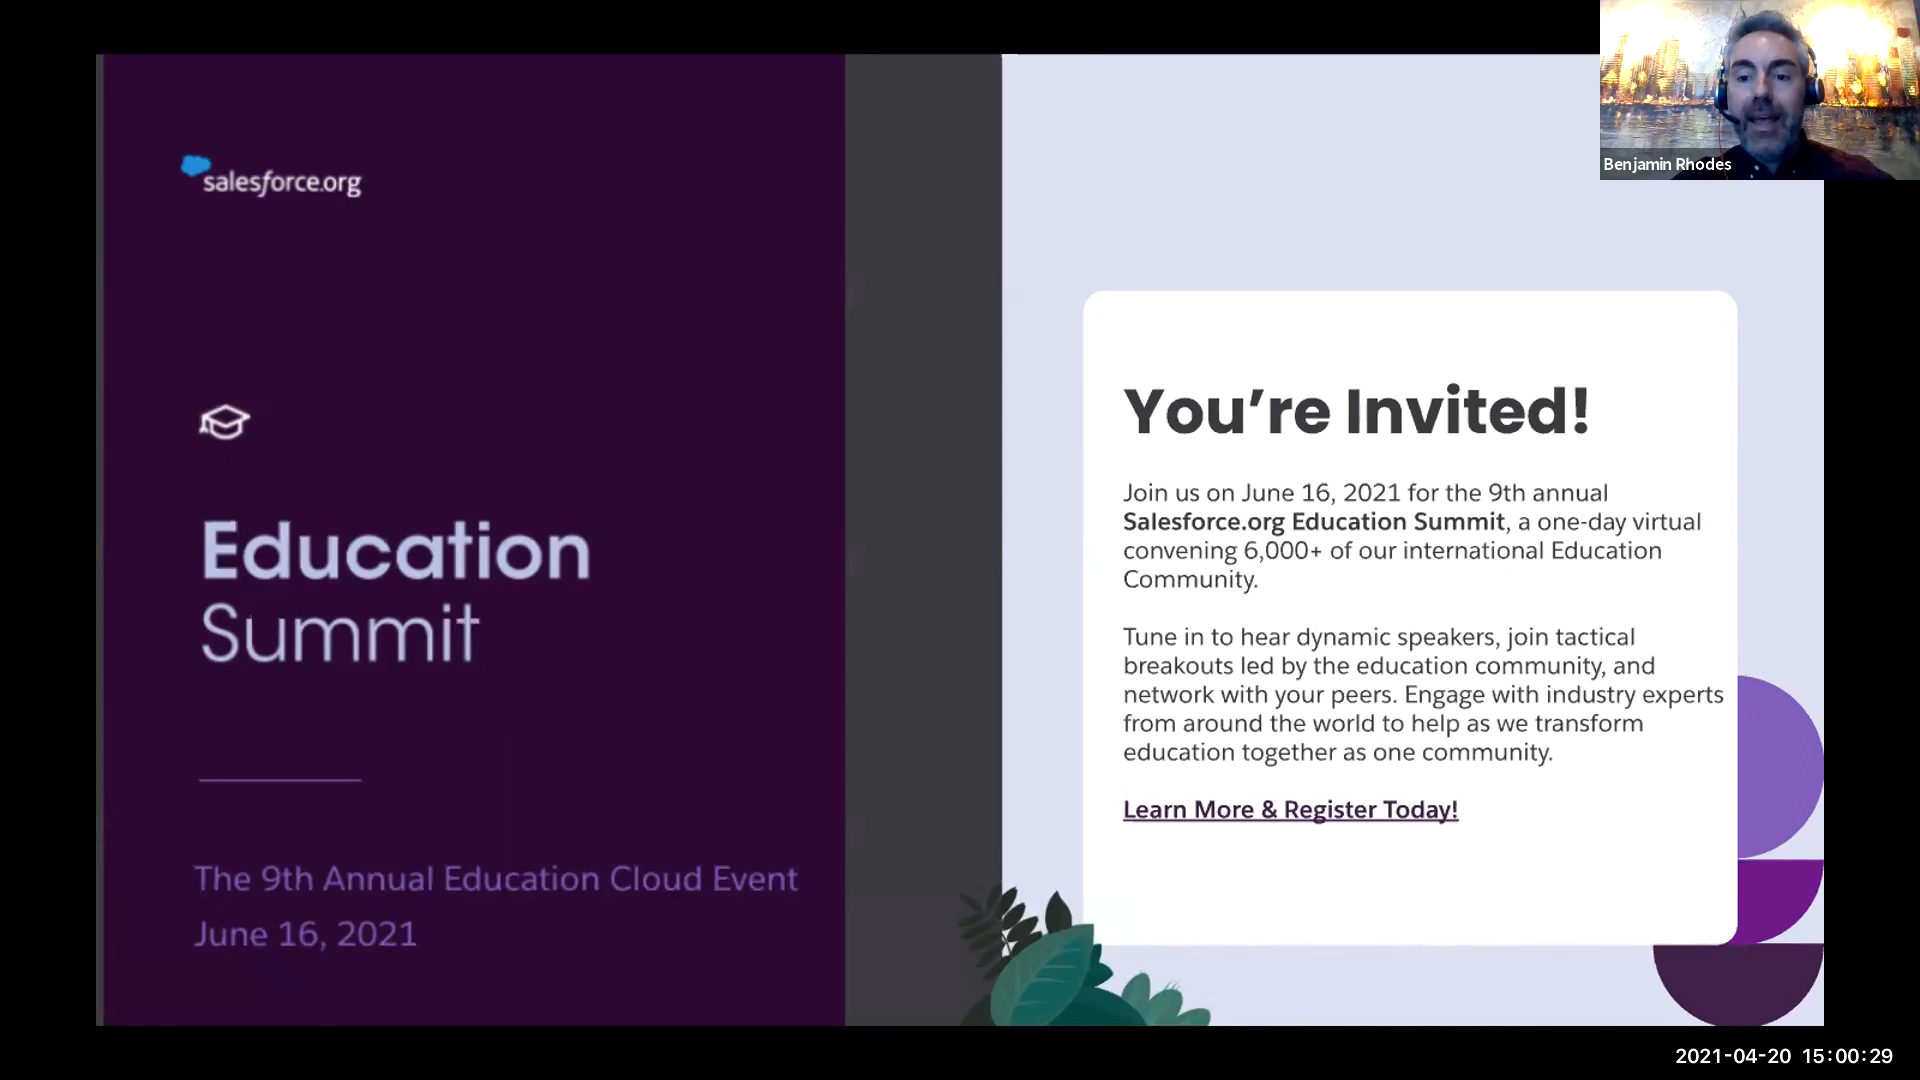 salesforce.org
Education
Summit
The 9th Annual Education Cloud Event
June 16, 2021
You’re Invited!
Join us on June 16, 2021 for the 9th annual
Salesforce.org Education Summit, a one-day virtual
convening 6,000+ of our international Education
Community.
Tune in to hear dynamic speakers, join tactical
breakouts led by the education community, and
network with your peers. Engage with industry experts
from around the world to help as we transform
education together as one community.
Learn More & Register Today!
Benjamin Rhodes
2021-04-20 15:00:29